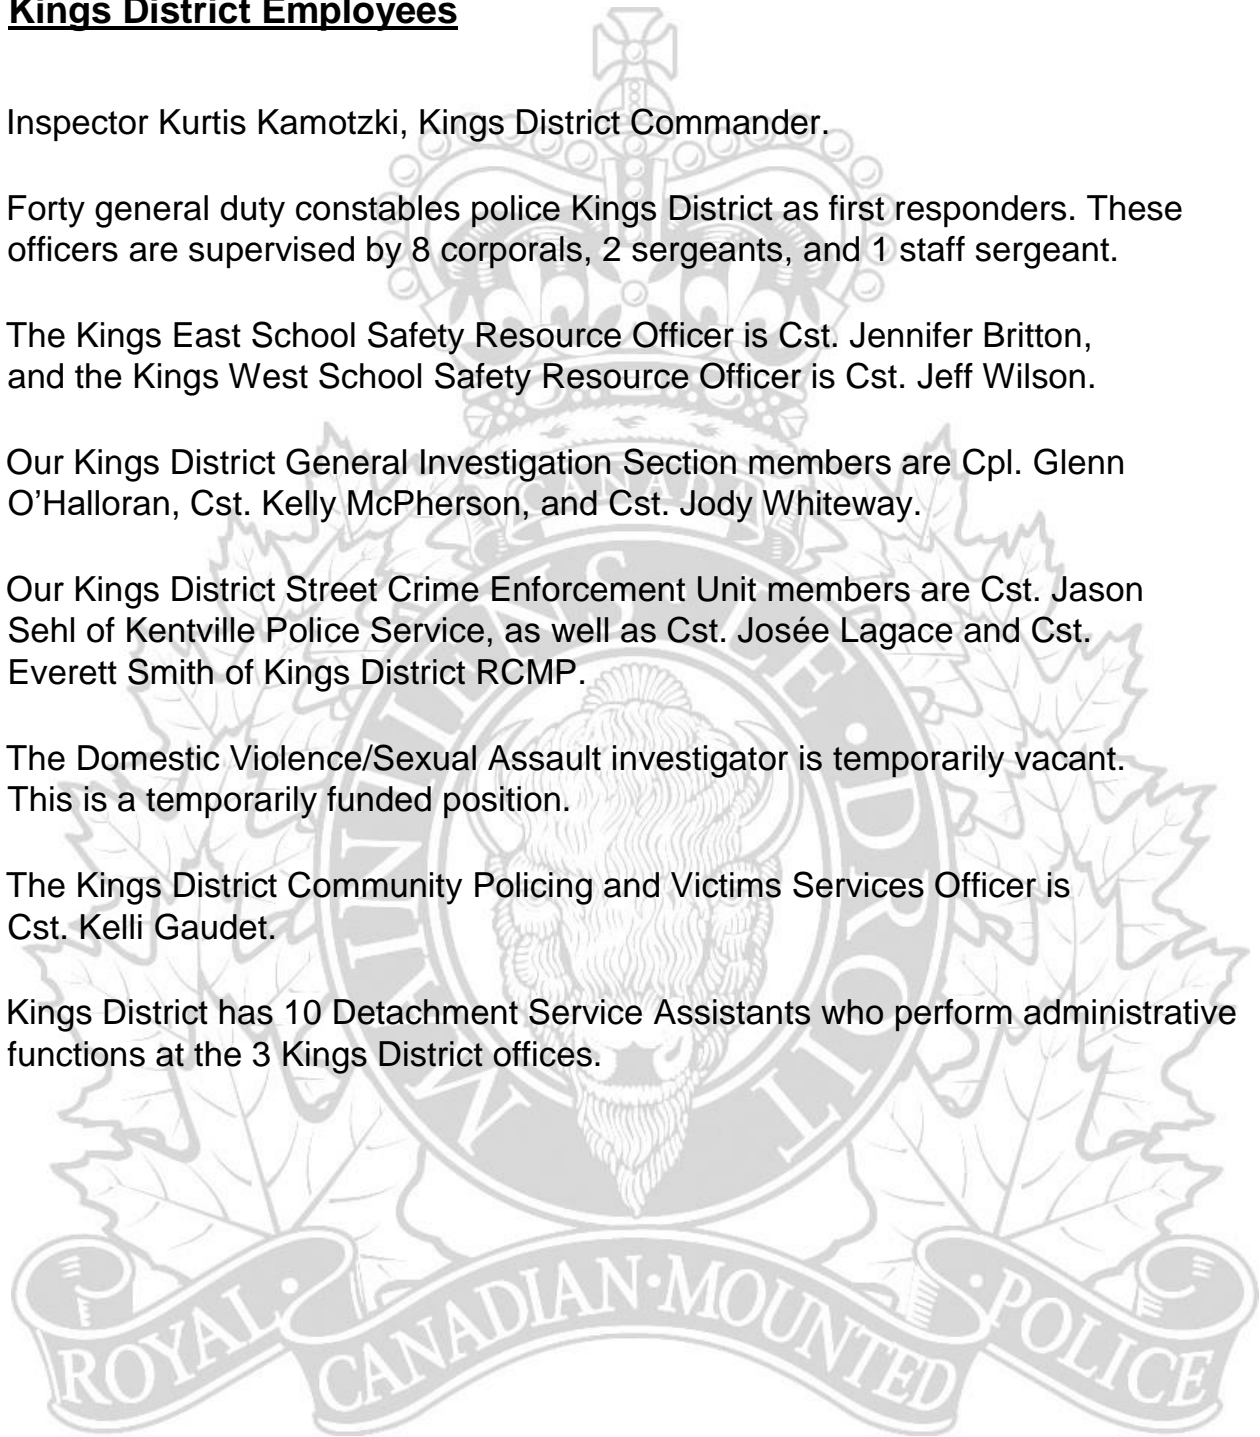 Kings District Employees
Inspector Kurtis Kamotzki, Kings District Commander.
Forty general duty constables police Kings District as first responders. These
officers are supervised by 8 corporals, 2 sergeants, and 1 staff sergeant.
The Kings East School Safety Resource Officer is Cst. Jennifer Britton,
and the Kings West School Safety Resource Officer is Cst. Jeff Wilson.
Our Kings District General Investigation Section members are Cpl. Glenn
O’Halloran, Cst. Kelly McPherson, and Cst. Jody Whiteway.
CANADA
Our Kings District Street Crime Enforcement Unit members are Cst. Jason
Sehl of Kentville Police Service, as well as Cst. Josée Lagace and Cst.
Everett Smith of Kings District RCMP.
The Domestic Violence/Sexual Assault investigator is temporarily vacant.
This is a temporarily funded position.
The Kings District Community Policing and Victims Services Officer is
Cst. Kelli Gaudet.
Kings District has 10 Detachment Service Assistants who perform administrative
functions at the 3 Kings District offices.
MAINTIENS LE DROIT
ROYAL CANADIAN MOUNTED POLICE